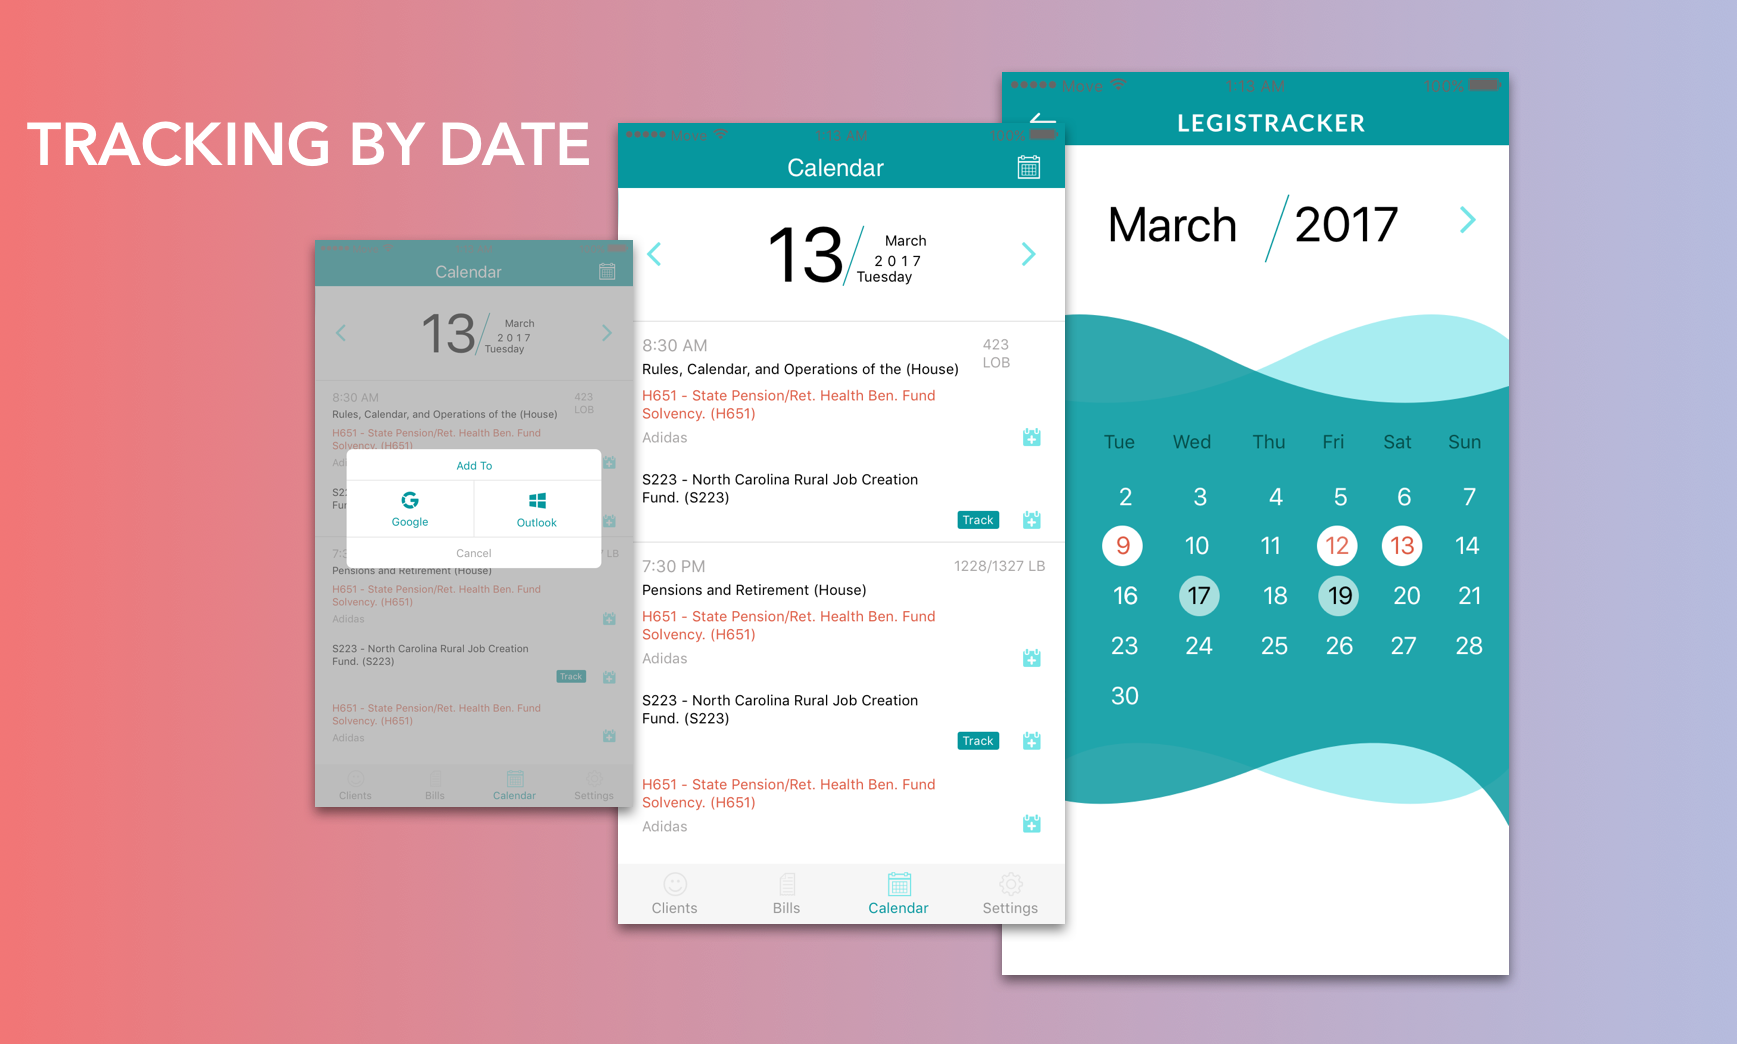 TRACKING BY DATE
Calendar
13
March
2017
Tuesday
8:30 AM
423
LOB
Rules, Calendar, and Operations of the (House)
H651 - State Pension/Ret. Health Ben. Fund
Solvency. (H651)
Add To
Google
Outlook
Cancel
LB
Pensions and Retirement (House)
H651 - State Pension/Ret. Health Ben. Fund
Solvency. (H651)
Adidas
S223 - North Carolina Rural Job Creation
Fund. (S223)
Track
H651 - State Pension/Ret. Health Ben. Fund
Solvency. (H651)
Adidas
Clients
Bills
Calendar
Settings
Move 1:13 AM 100%
Calendar
13
March
2017
Tuesday
8:30 AM
423
LOB
Rules, Calendar, and Operations of the (House)
H651 - State Pension/Ret. Health Ben. Fund
Solvency. (H651)
Adidas
S223 - North Carolina Rural Job Creation
Fund. (S223)
Track
7:30 PM 1228/1327 LB
Pensions and Retirement (House)
H651 - State Pension/Ret. Health Ben. Fund
Solvency. (H651)
Adidas
S223 - North Carolina Rural Job Creation
Fund. (S223)
Track
H651 - State Pension/Ret. Health Ben. Fund
Solvency. (H651)
Adidas
Clients
Bills
Calendar
Settings
Move 1:13 AM 100%
LEGISTRACKER
March / 2017
Tue Wed Thu Fri Sat Sun
2 3 4 5 6 7
9 10 11 12 13 14
16 17 18 19 20 21
23 24 25 26 27 28
30